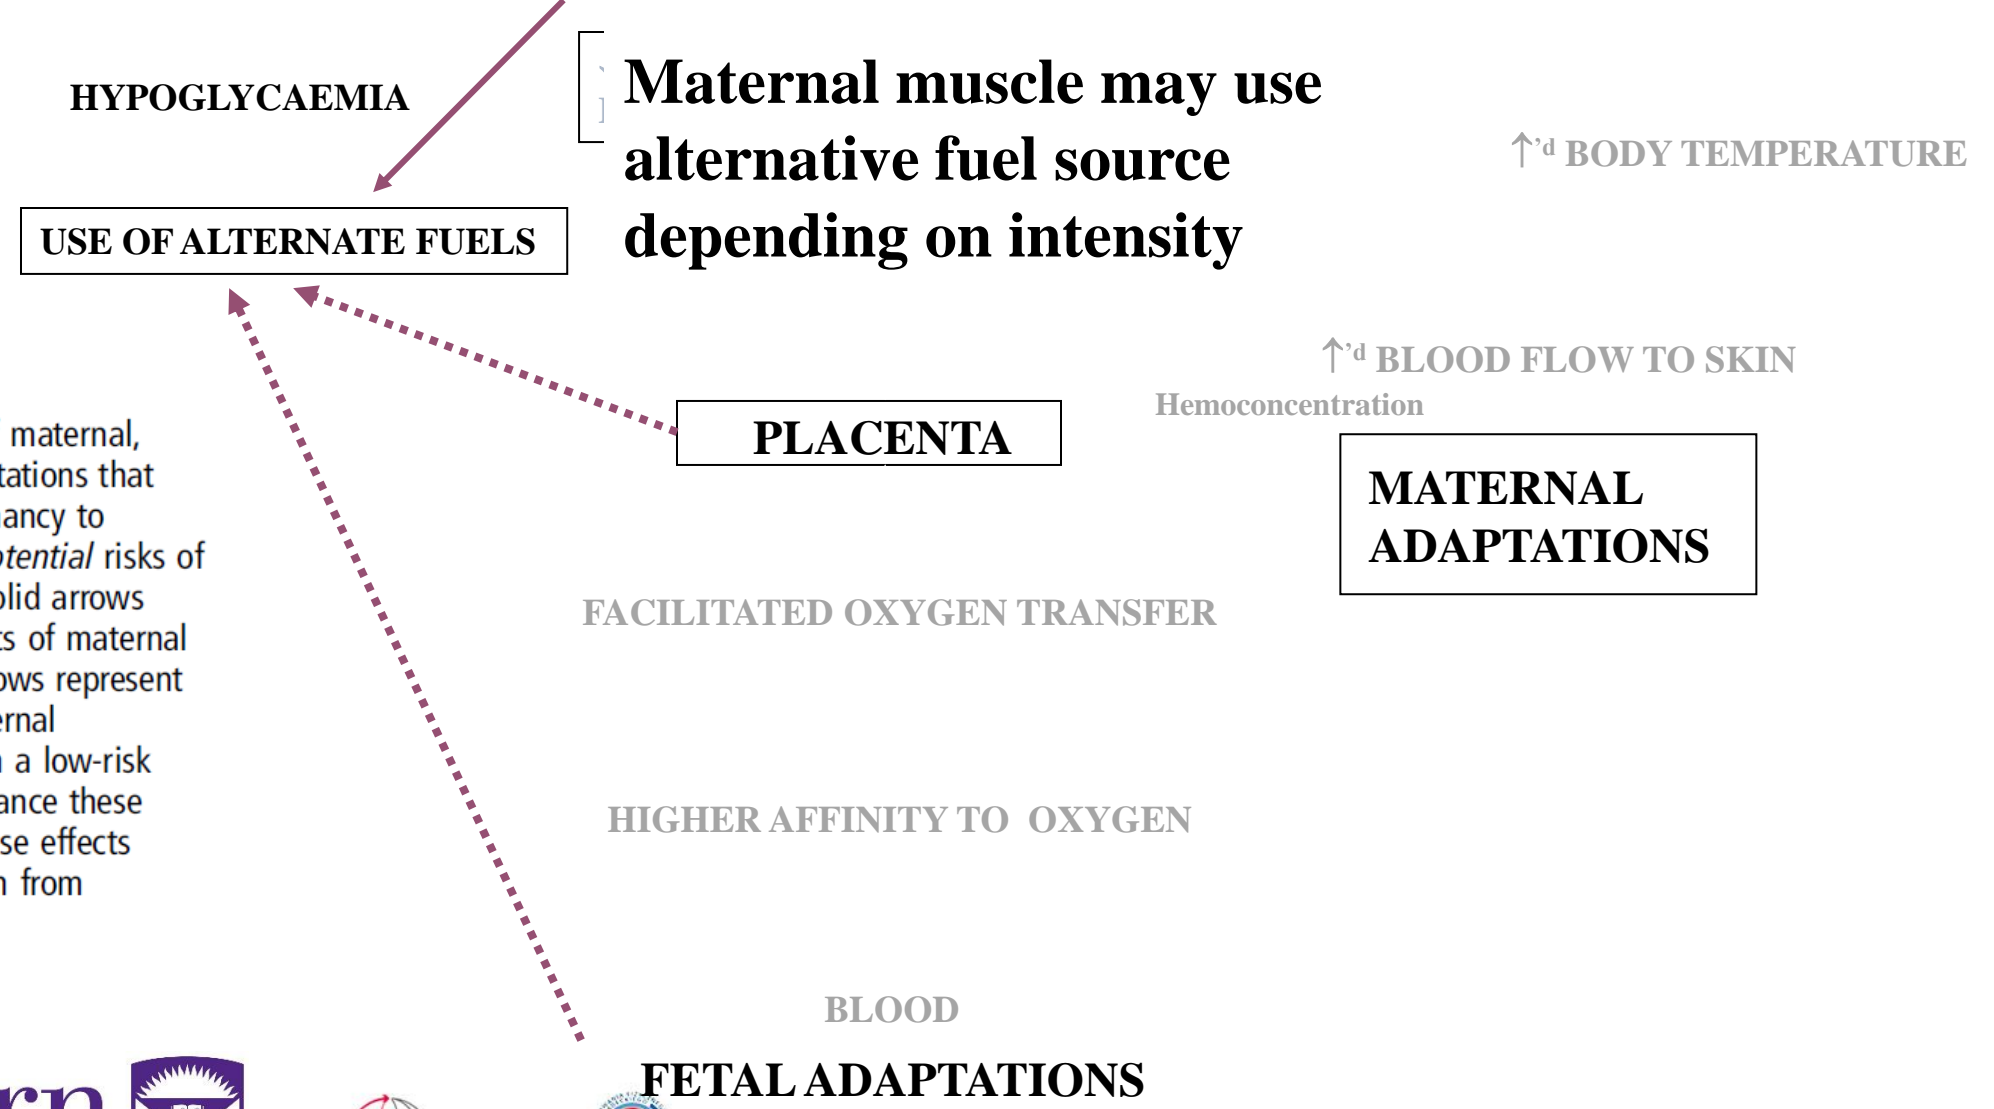 HYPOGLYCAEMIA
Maternal muscle may use
alternative fuel source
depending on intensity
↑'d BODY TEMPERATURE
USE OF ALTERNATE FUELS
↑'d BLOOD FLOW TO SKIN
Hemoconcentration
PLACENTA
MATERNAL
ADAPTATIONS
maternal,
tations that
ancy to
otential risks of
olid arrows
ts of maternal
ows represent
ernal
a low-risk
ance these
se effects
from
FACILITATED OXYGEN TRANSFER
HIGHER AFFINITY TO OXYGEN
BLOOD
FETAL ADAPTATIONS